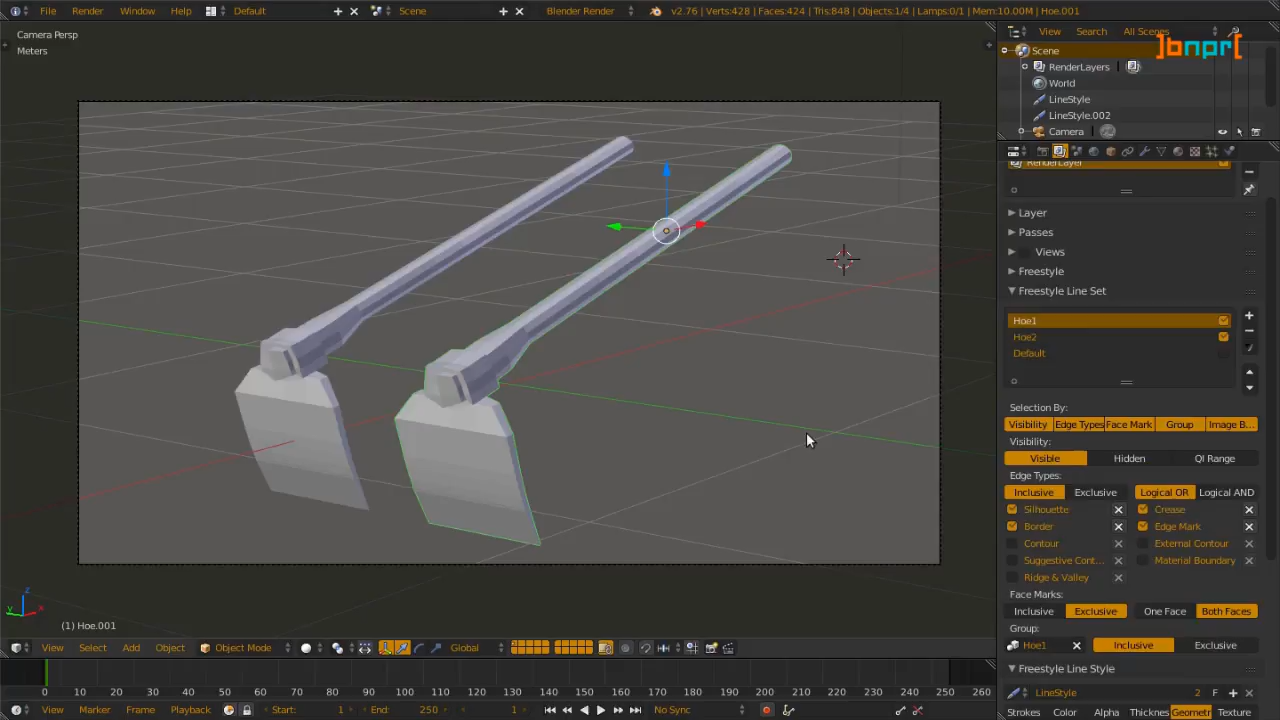 File Render Window Help Default Scene Blender Render v2.76 | Verts:428 | Faces:424 | Tris:848 | Objects:1/4 | Lamps:0/1 | Mem:10.00M | Hoe.001
Camera Persp
Meters
View Search All Scenes
]bnpr[
Scene
RenderLayers
World
LineStyle
LineStyle.002
Camera
RenderLayer
Layer
Passes
Views
Freestyle
Freestyle Line Set
Hoe1
Hoe2
Default
Selection By:
Visibility Edge Types Face Mark Group Image B...
Visibility:
Visible Hidden QI Range
Edge Types:
Inclusive Exclusive Logical OR Logical AND
Silhouette Crease
Border Edge Mark
Contour External Contour
Suggestive Cont... Material Boundary
Ridge & Valley
Face Marks:
Inclusive Exclusive One Face Both Faces
Group:
Hoe1 Inclusive Exclusive
Freestyle Line Style
LineStyle 2 F
Strokes Color Alpha Thicknes Geometr Texture
z
y x
(1) Hoe.001
View Select Add Object Object Mode Global
0 10 20 30 40 50 60 70 80 90 100 110 120 130 140 150 160 170 180 190 200 210 220 230 240 250 260
View Marker Frame Playback Start: 1 End: 250 1 No Sync